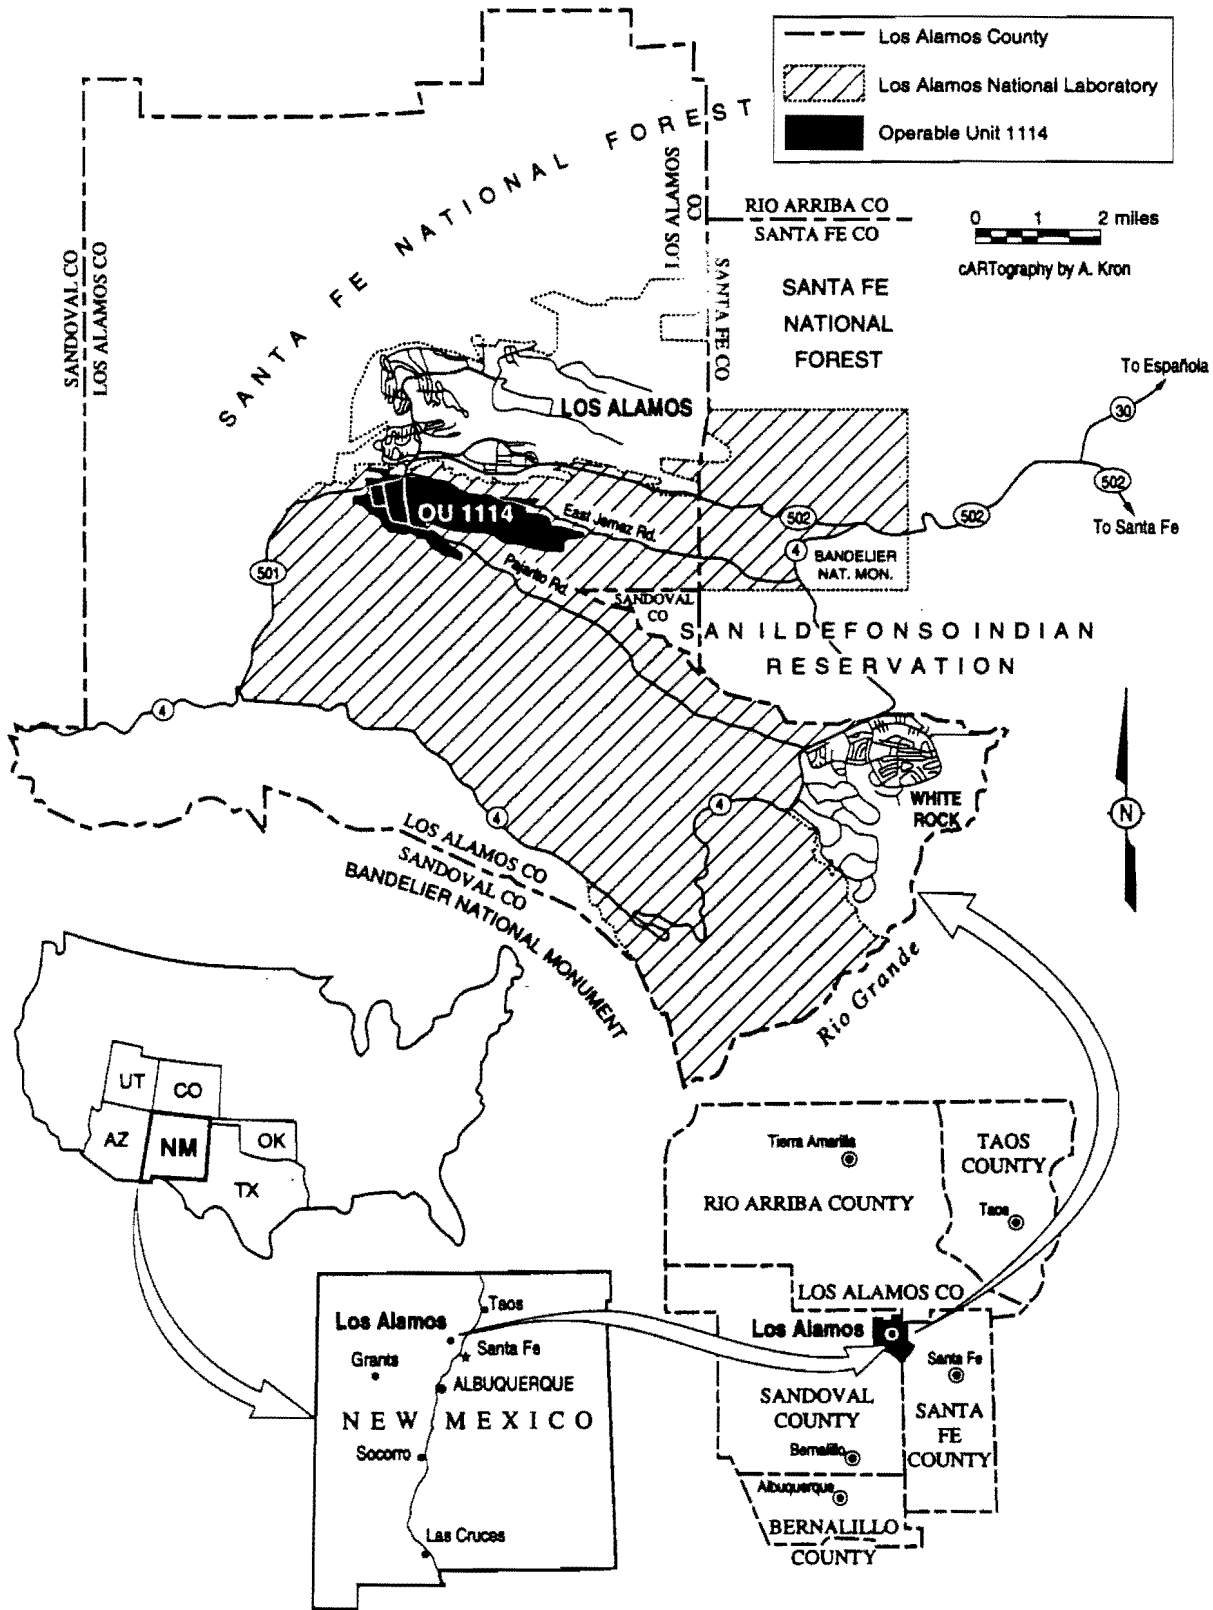 Los Alamos County
Los Alamos National Laboratory
Operable Unit 1114
SANTA FE NATIONAL FOREST
LOS ALAMOS
CO
RIO ARRIBA CO
SANTA FE CO
0 1 2 miles
cARTography by A. Kron
SANDOVAL CO
LOS ALAMOS CO
SANTA FE CO
SANTA FE
NATIONAL
FOREST
To Española
30
LOS ALAMOS
502
To Santa Fe
OU 1114
East Jemez Rd.
502
502
4
BANDELIER
NAT. MON.
501
Pajarito Rd.
SANDOVAL
CO
SAN ILDEFONSO INDIAN
RESERVATION
4
WHITE
ROCK
N
4
4
LOS ALAMOS CO
SANDOVAL CO
BANDELIER NATIONAL MONUMENT
Rio Grande
UT
CO
AZ
NM
OK
TX
Tierra Amarilla
TAOS
COUNTY
RIO ARRIBA COUNTY
Taos
LOS ALAMOS CO
Los Alamos
Santa Fe
SANDOVAL
COUNTY
SANTA
FE
COUNTY
Bernalillo
Albuquerque
BERNALILLO
COUNTY
Taos
Los Alamos
Santa Fe
Grants
ALBUQUERQUE
NEW MEXICO
Socorro
Las Cruces